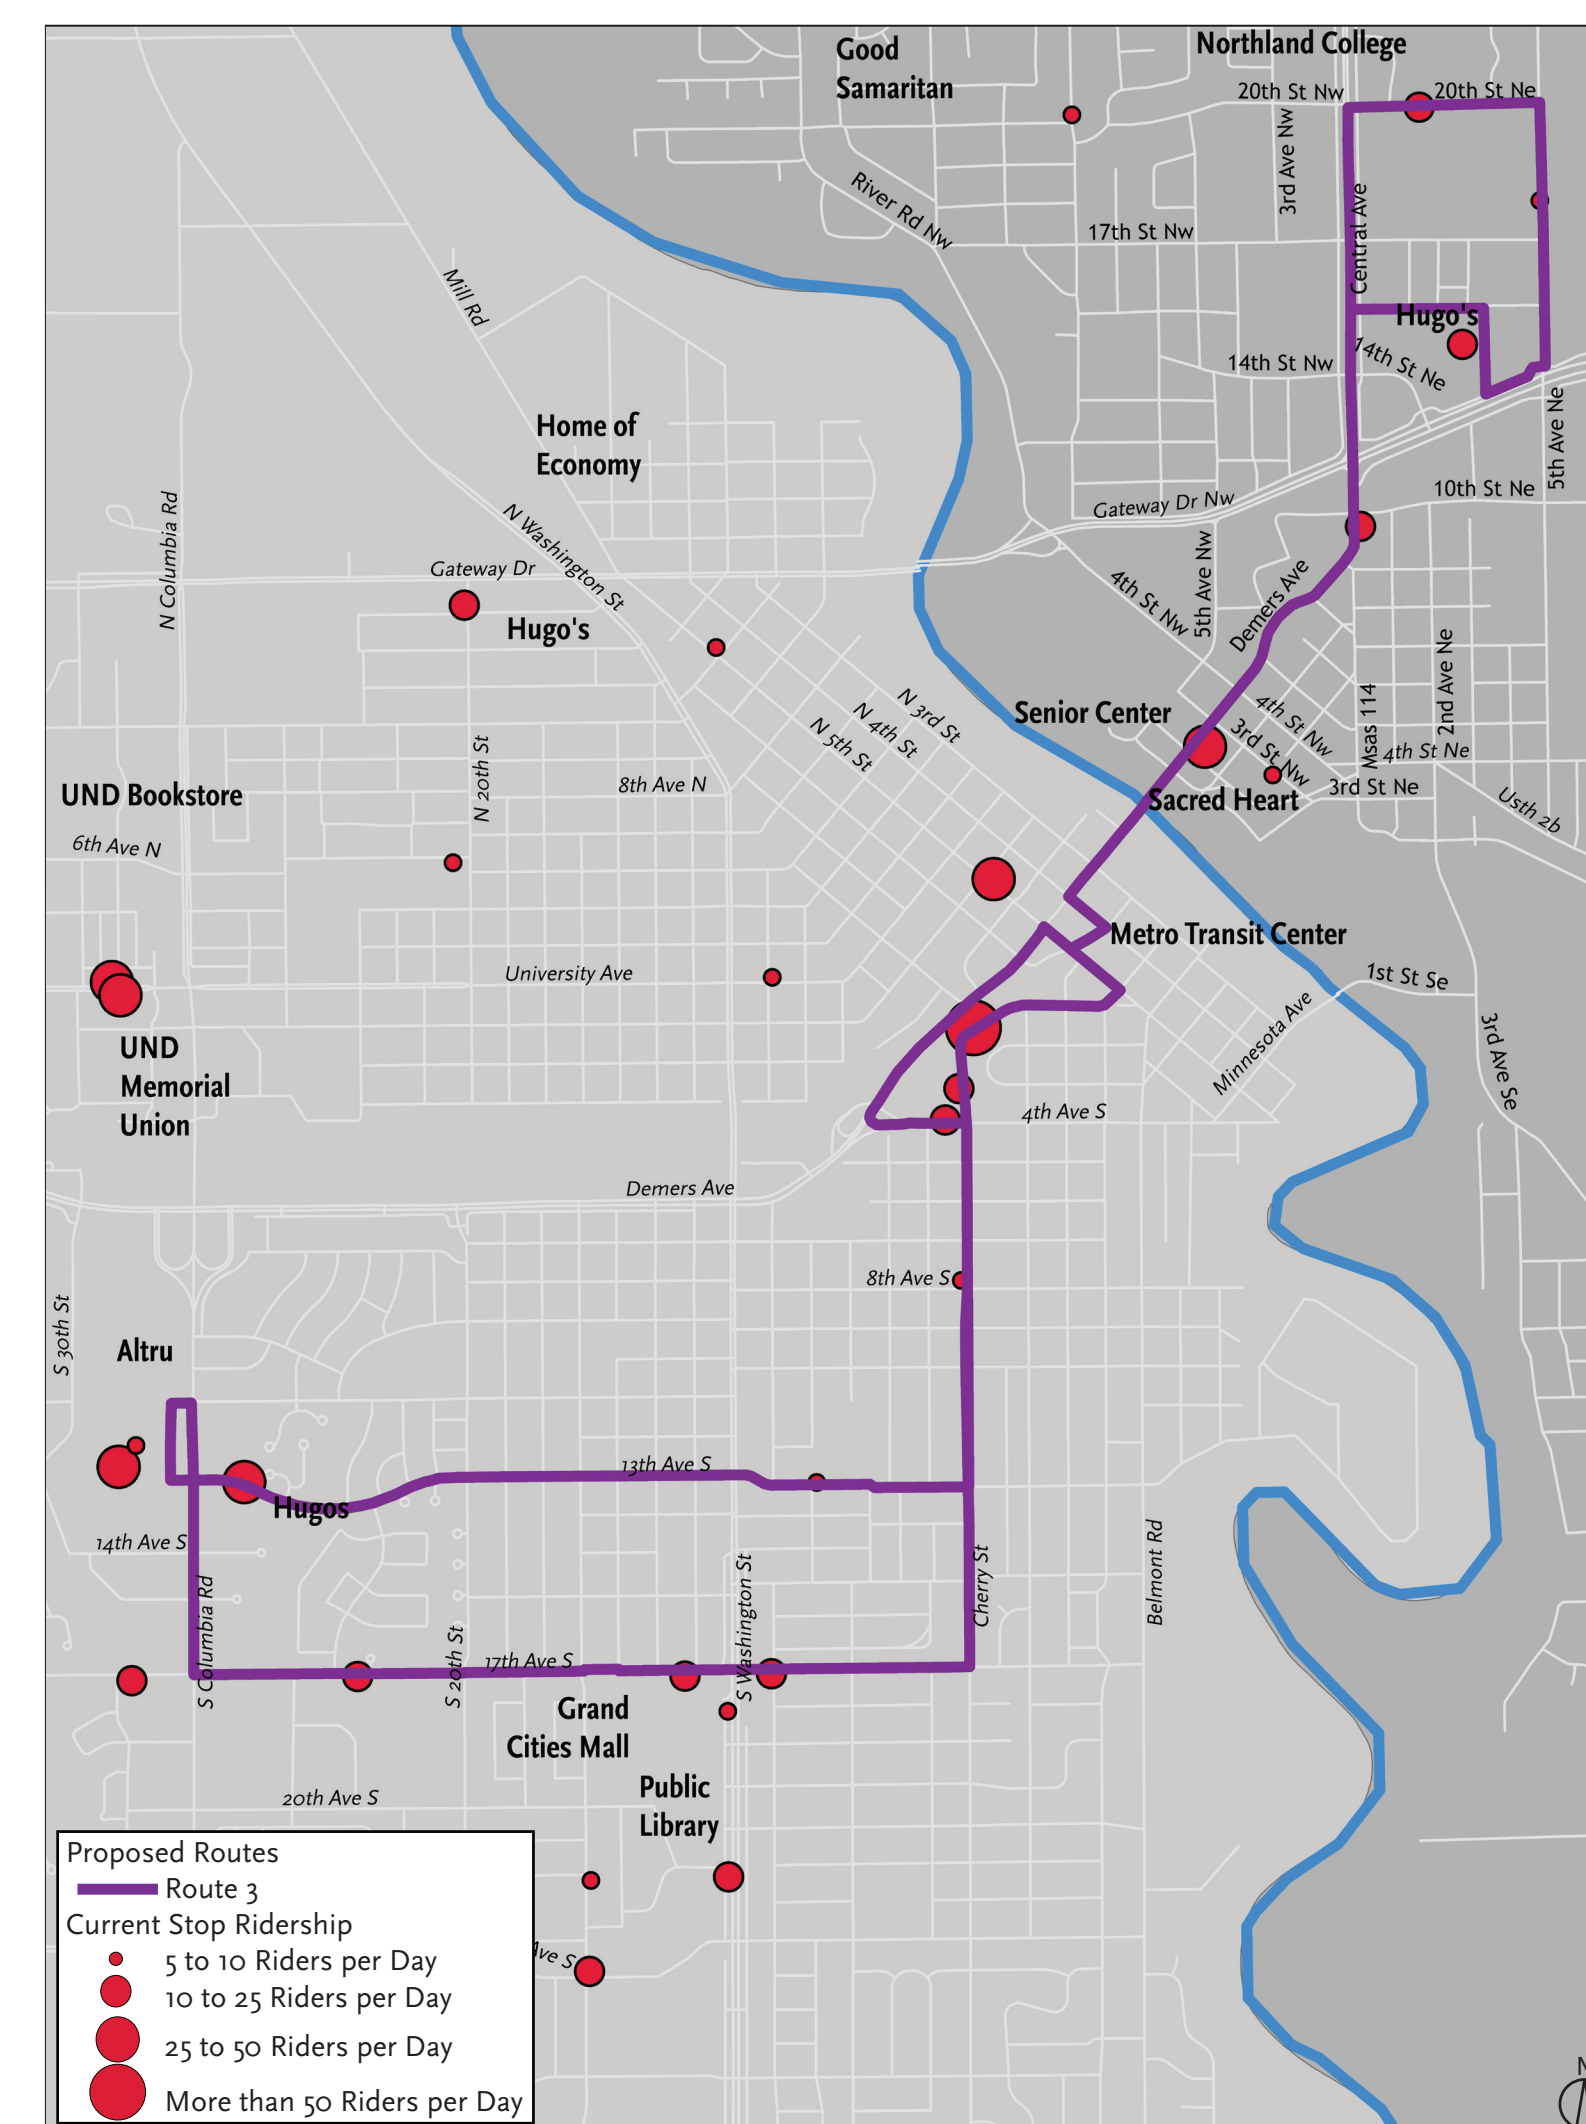 Good
Samaritan
Northland College
20th St Nw
20th St Ne
3rd Ave Nw
River Rd Nw
17th St Nw
Central Ave
Mill Rd
Hugo's
14th St Nw
14th St Ne
5th Ave Ne
Home of
Economy
N Columbia Rd
N Washington St
Gateway Dr Nw
10th St Ne
Gateway Dr
Hugo's
4th St Nw
5th Ave Nw
Demers Ave
N 3rd St
N 4th St
N 5th St
Senior Center
4th St Nw
3rd St Nw
Msas 114
2nd Ave Ne
4th St Ne
3rd St Ne
Usth 2b
Sacred Heart
N 20th St
8th Ave N
UND Bookstore
6th Ave N
Metro Transit Center
University Ave
1st St Se
3rd Ave Se
Minnesota Ave
UND
Memorial
Union
4th Ave S
Demers Ave
8th Ave S
S 30th St
Altru
13th Ave S
Hugos
14th Ave S
S Columbia Rd
S 20th St
17th Ave S
S Washington St
Cherry St
Belmont Rd
Grand
Cities Mall
Public
Library
20th Ave S
Ave S
Proposed Routes
Route 3
Current Stop Ridership
5 to 10 Riders per Day
10 to 25 Riders per Day
25 to 50 Riders per Day
More than 50 Riders per Day
N